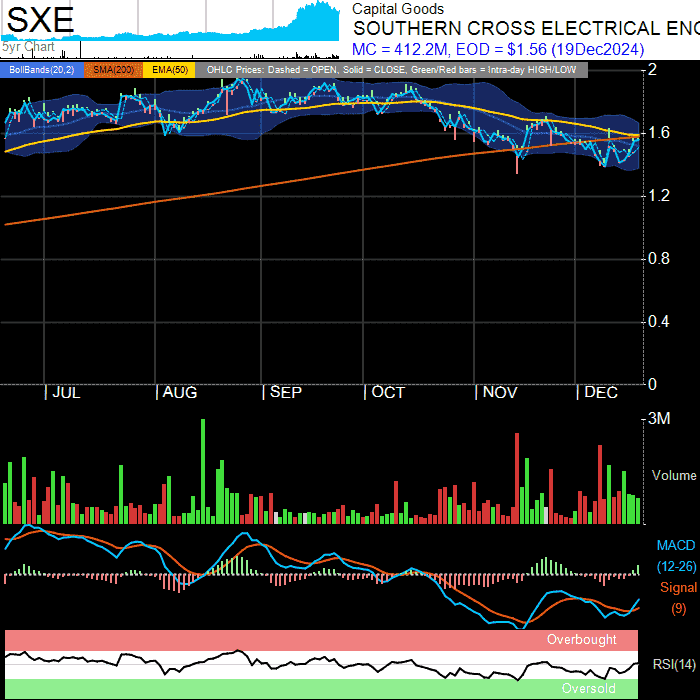 SXE
5yr Chart
Capital Goods
SOUTHERN CROSS ELECTRICAL ENG
MC = 412.2M, EOD = $1.56 (19Dec2024)
BollBands(20,2) SMA(200) EMA(50) OHLC Prices: Dashed = OPEN, Solid = CLOSE, Green/Red bars = Intra-day HIGH/LOW
2
1.6
1.2
0.8
0.4
0
JUL AUG SEP OCT NOV DEC
3M
Volume
MACD
(12-26)
Signal
(9)
Overbought
RSI(14)
Oversold